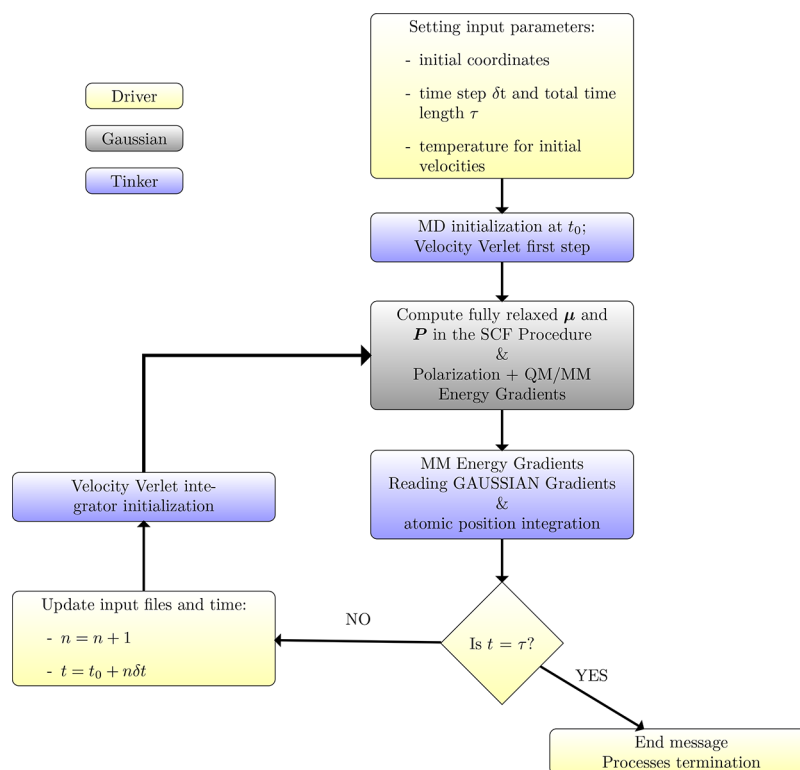 Setting input parameters:
- initial coordinates
- time step δt and total time
length τ
- temperature for initial
velocities
Driver
Gaussian
Tinker
MD initialization at t₀;
Velocity Verlet first step
Compute fully relaxed μ and
P in the SCF Procedure
&
Polarization + QM/MM
Energy Gradients
MM Energy Gradients
Reading GAUSSIAN Gradients
&
atomic position integration
Velocity Verlet inte-
grator initialization
Update input files and time:
- n = n + 1
- t = t₀ + nδt
NO
Is t = τ?
YES
End message
Processes termination